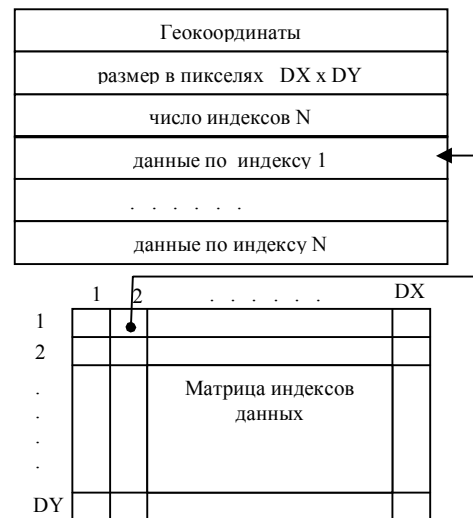 Геокоординаты
размер в пикселях DX x DY
число индексов N
данные по индексу 1
. . . . . .
данные по индексу N
1 2 . . . . . . DX
1
2
.
.
.
.
Матрица индексов
данных
DY